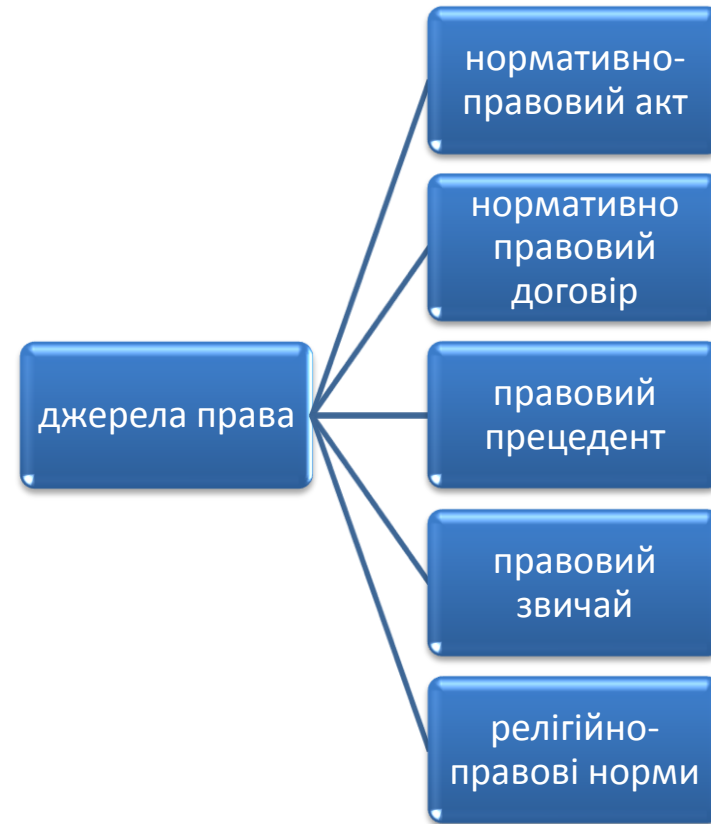 нормативно-
правовий акт
нормативно
правовий
договір
джерела права
правовий
прецедент
правовий
звичай
релігійно-
правові норми